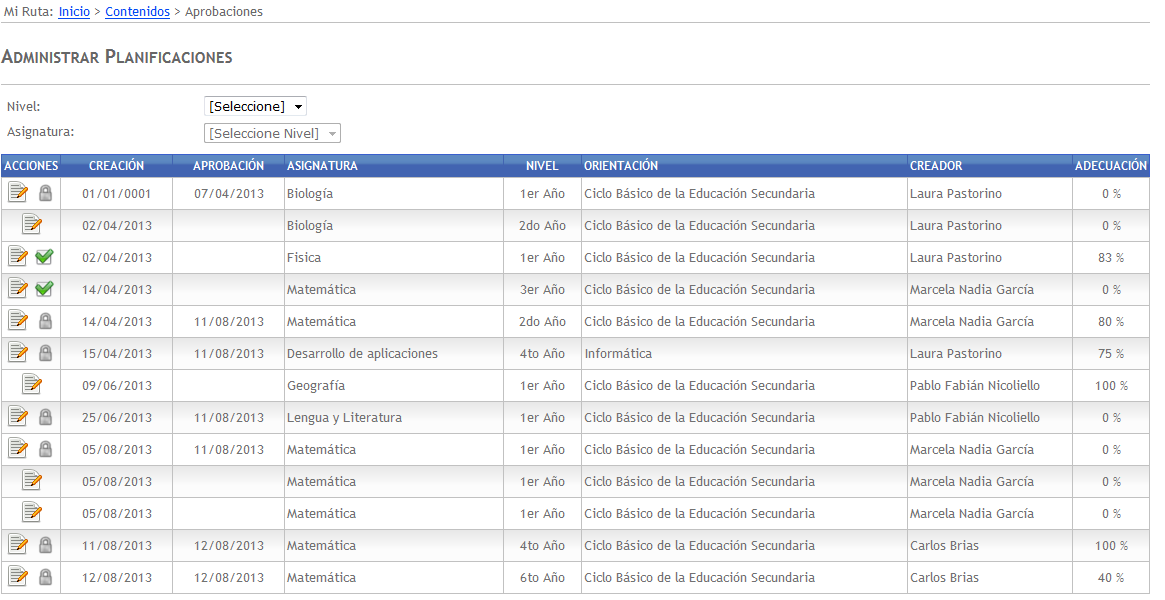 Mi Ruta: Inicio > Contenidos > Aprobaciones
Administrar Planificaciones
Nivel: [Seleccione]
Asignatura: [Seleccione Nivel]
ACCIONES CREACIÓN APROBACIÓN ASIGNATURA NIVEL ORIENTACIÓN CREADOR ADECUACIÓN
01/01/0001 07/04/2013 Biología 1er Año Ciclo Básico de la Educación Secundaria Laura Pastorino 0 %
02/04/2013 Biología 2do Año Ciclo Básico de la Educación Secundaria Laura Pastorino 0 %
02/04/2013 Fisica 1er Año Ciclo Básico de la Educación Secundaria Laura Pastorino 83 %
14/04/2013 Matemática 3er Año Ciclo Básico de la Educación Secundaria Marcela Nadia García 0 %
14/04/2013 11/08/2013 Matemática 2do Año Ciclo Básico de la Educación Secundaria Marcela Nadia García 80 %
15/04/2013 11/08/2013 Desarrollo de aplicaciones 4to Año Informática Laura Pastorino 75 %
09/06/2013 Geografía 1er Año Ciclo Básico de la Educación Secundaria Pablo Fabián Nicoliello 100 %
25/06/2013 11/08/2013 Lengua y Literatura 1er Año Ciclo Básico de la Educación Secundaria Pablo Fabián Nicoliello 0 %
05/08/2013 11/08/2013 Matemática 1er Año Ciclo Básico de la Educación Secundaria Marcela Nadia García 0 %
05/08/2013 Matemática 1er Año Ciclo Básico de la Educación Secundaria Marcela Nadia García 0 %
05/08/2013 Matemática 1er Año Ciclo Básico de la Educación Secundaria Marcela Nadia García 0 %
11/08/2013 12/08/2013 Matemática 4to Año Ciclo Básico de la Educación Secundaria Carlos Brias 100 %
12/08/2013 12/08/2013 Matemática 6to Año Ciclo Básico de la Educación Secundaria Carlos Brias 40 %